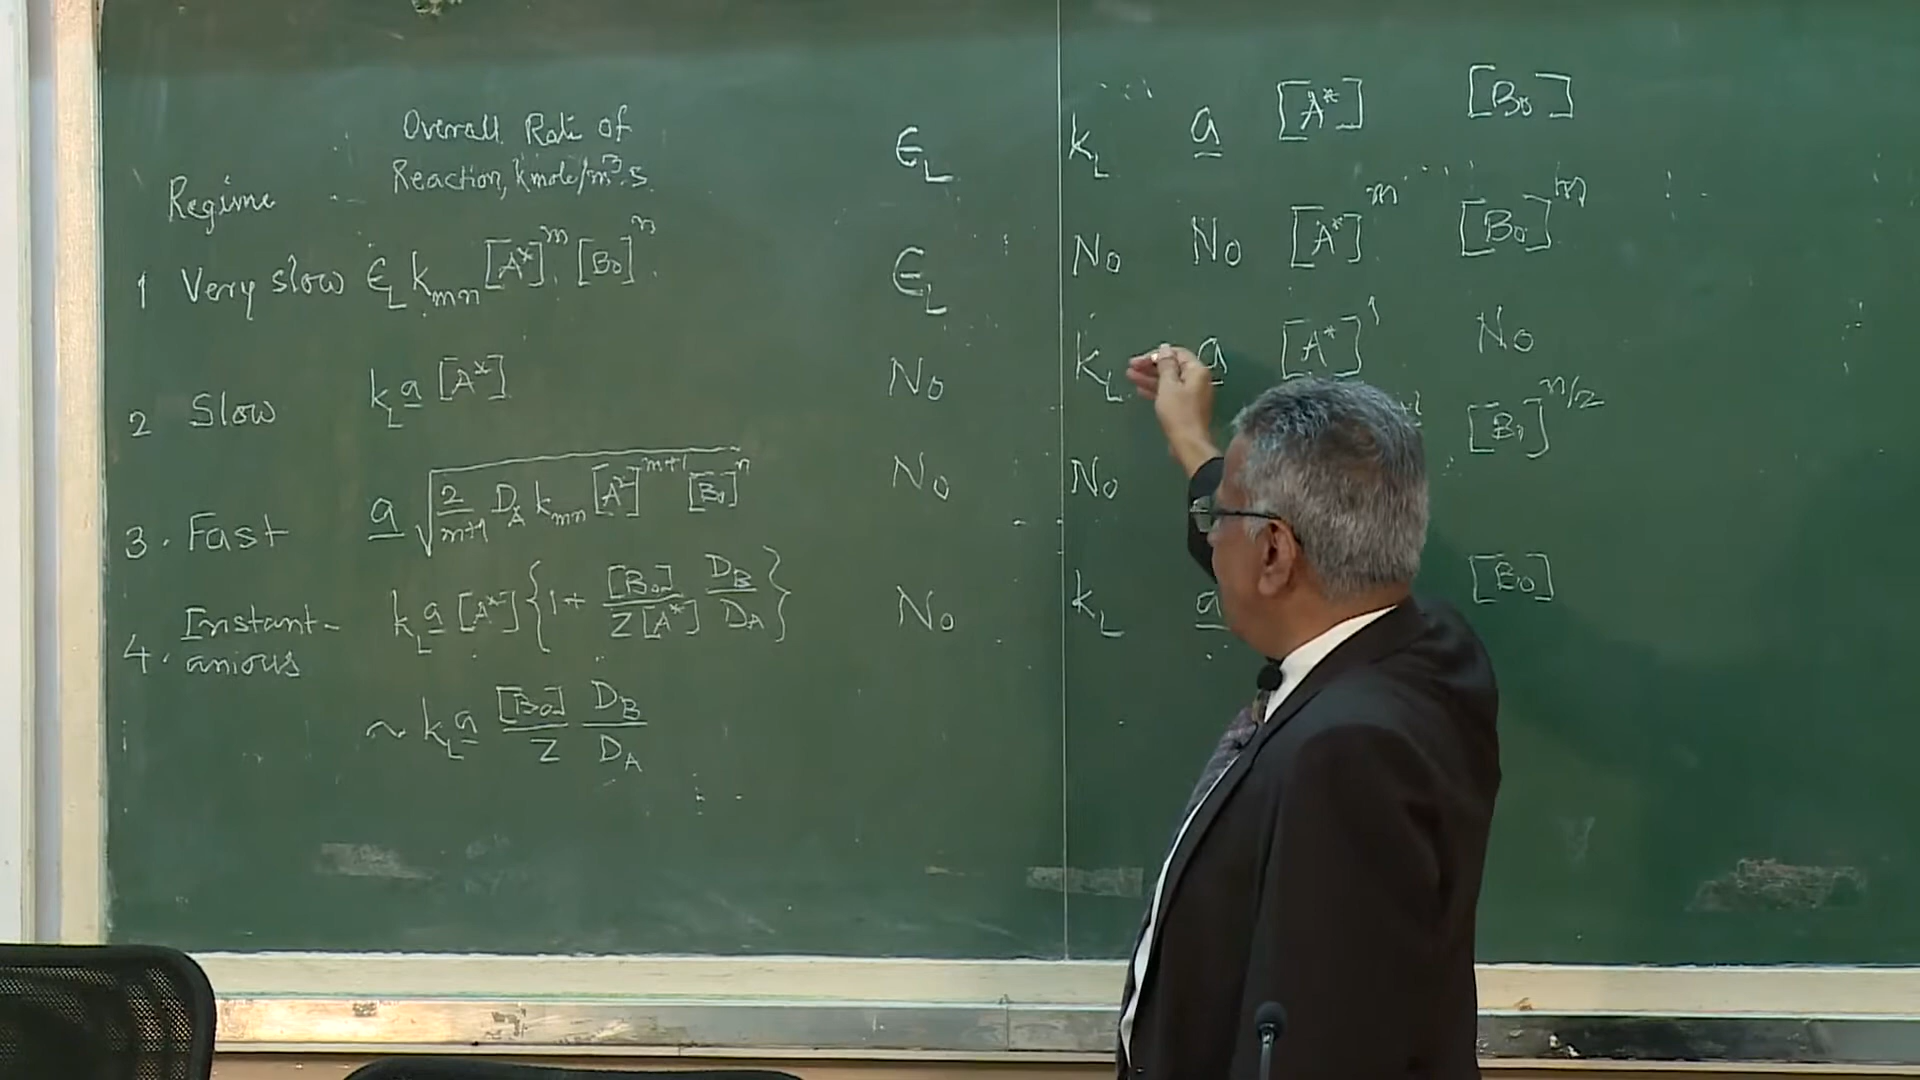 Overall Rate of
Reaction, kmole/m³.s
Regime
ϵ_L k_L a [A*] [B₀]
1 Very slow ϵ_L k_mn [A*]^m [B₀]^n ϵ_L No No [A*]^m [B₀]^n
2 Slow k_L a [A*] No k_L a [A*]^1 No
3. Fast a √(2/(m+1) D_A k_mn [A*]^(m+1) [B₀]^n) No No [B₀]^(n/2)
4. Instant-
anious k_L a [A*] {1 + [B₀]/Z[A*] D_B/D_A} No k_L a [B₀]
~ k_L a [B₀]/Z D_B/D_A